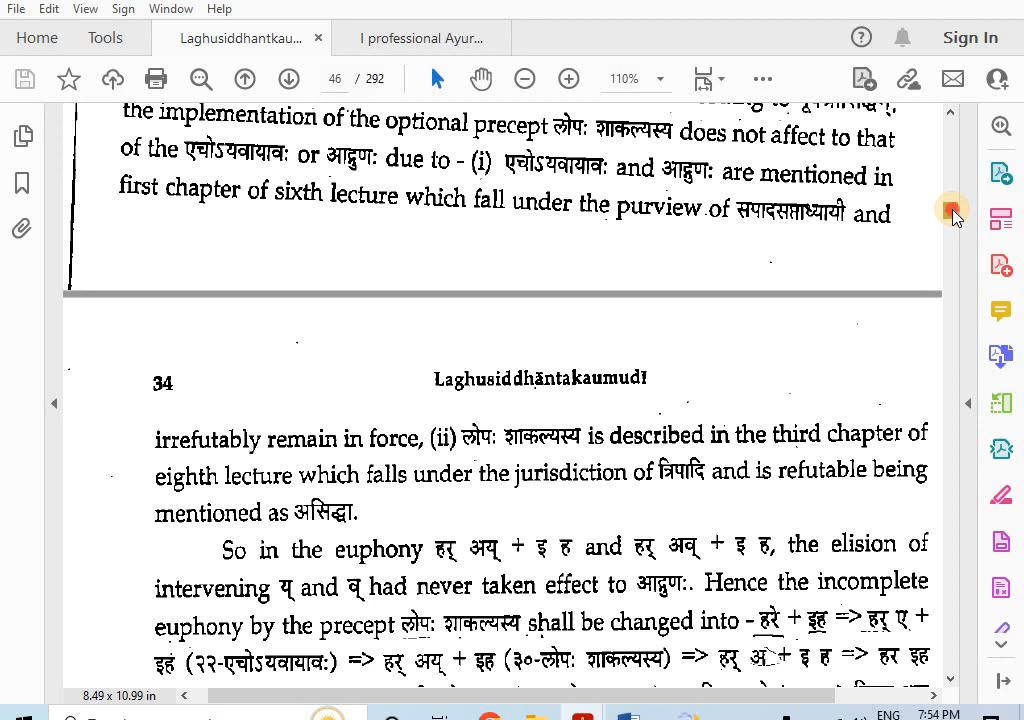 File Edit View Sign Window Help
Home Tools Laghusiddhantkau... × I professional Ayur... Sign In
46 / 292 110%
the implementation of the optional precept लोपः शाकल्यस्य does not affect to that
of the एचोऽयवायावः or आद्गुणः due to - (i) एचोऽयवायावः and आद्गुणः are mentioned in
first chapter of sixth lecture which fall under the purview of सपादसप्ताध्यायी and
34 Laghusiddhāntakaumudī
irrefutably remain in force, (ii) लोपः शाकल्यस्य is described in the third chapter of
eighth lecture which falls under the jurisdiction of त्रिपादि and is refutable being
mentioned as असिद्धा.
So in the euphony हर् अय् + इ ह and हर् अव् + इ ह, the elision of
intervening य् and व् had never taken effect to आद्गुणः. Hence the incomplete
euphony by the precept लोपः शाकल्यस्य shall be changed into - हरे + इह => हर् ए +
इह (२२-एचोऽयवायावः) => हर् अय् + इह (३०-लोपः शाकल्यस्य) => हर् अ + इ ह => हर इह
8.49 x 10.99 in
ENG 7:54 PM